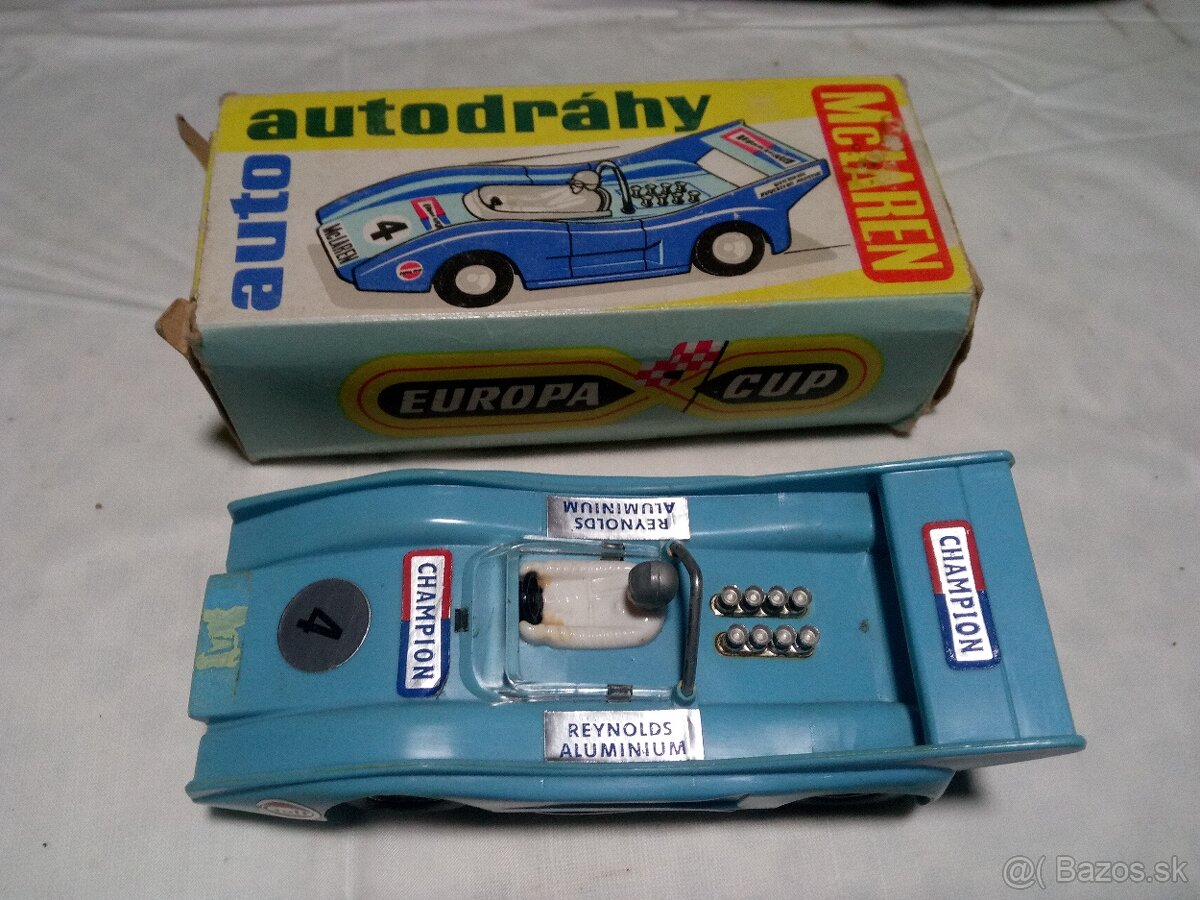 autodráhy
auto
McLAREN
4
McLAREN
EUROPA CUP
REYNOLDS
ALUMINIUM
CHAMPION
CHAMPION
4
REYNOLDS
ALUMINIUM
@( Bazos.sk